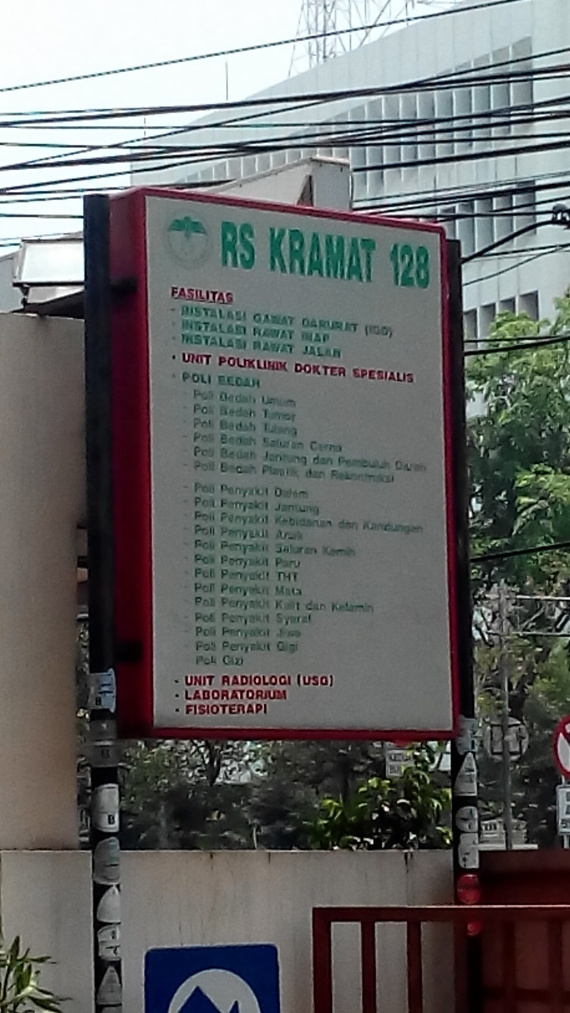 RS KRAMAT 128
FASILITAS
- INSTALASI GAWAT DARURAT (IGD)
- INSTALASI RAWAT INAP
- INSTALASI RAWAT JALAN
- UNIT POLIKLINIK DOKTER SPESIALIS
- POLI BEDAH
- Poli Bedah Umum
- Poli Bedah Tumor
- Poli Bedah Tulang
- Poli Bedah Saluran Cerna
- Poli Bedah Jantung dan Pembuluh Darah
- Poli Bedah Plastik dan Rekontruksi
- Poli Penyakit Dalam
- Poli Penyakit Jantung
- Poli Penyakit Kebidanan dan Kandungan
- Poli Penyakit Anak
- Poli Penyakit Saluran Kemih
- Poli Penyakit Paru
- Poli Penyakit THT
- Poli Penyakit Mata
- Poli Penyakit Kulit dan Kelamin
- Poli Penyakit Syaraf
- Poli Penyakit Jiwa
- Poli Penyakit Gigi
- Poli Gizi
- UNIT RADIOLOGI (USG)
- LABORATORIUM
- FISIOTERAPI